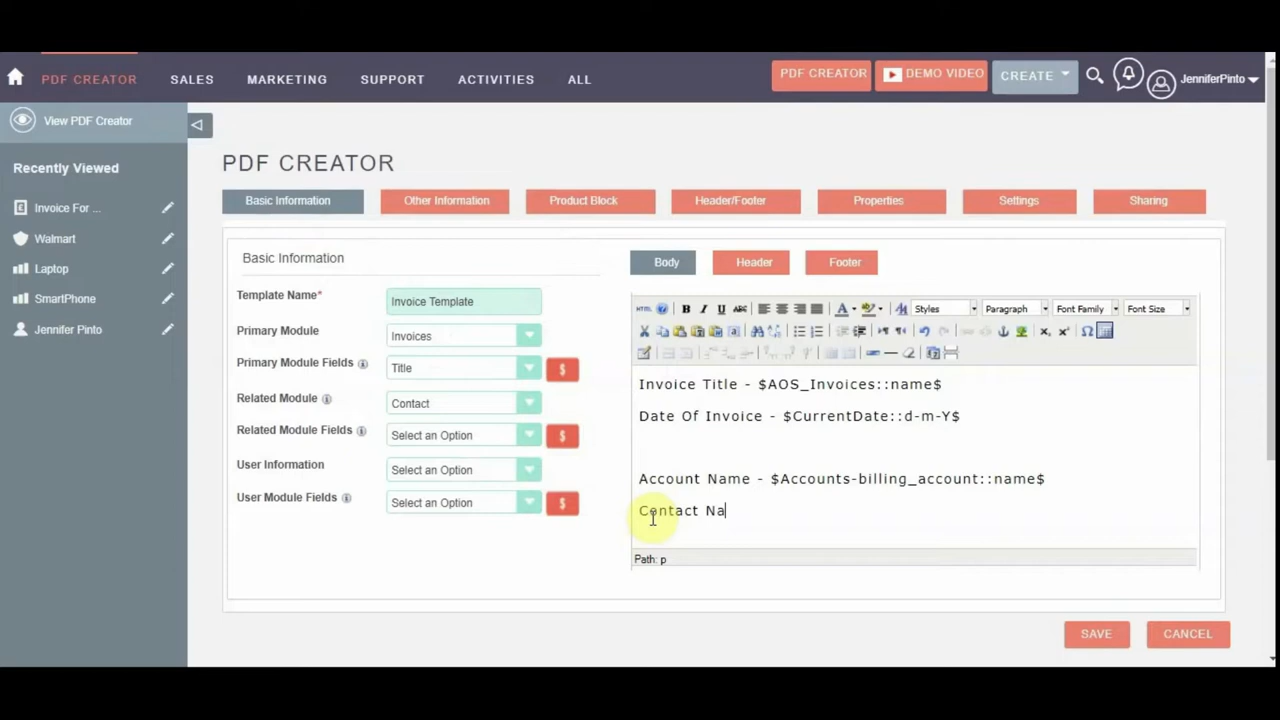 PDF CREATOR SALES MARKETING SUPPORT ACTIVITIES ALL PDF CREATOR DEMO VIDEO CREATE JenniferPinto
View PDF Creator
Recently Viewed
Invoice For ...
Walmart
Laptop
SmartPhone
Jennifer Pinto
PDF CREATOR
Basic Information Other Information Product Block Header/Footer Properties Settings Sharing
Basic Information
Template Name* Invoice Template
Primary Module Invoices
Primary Module Fields Title $
Related Module Contact
Related Module Fields Select an Option $
User Information Select an Option
User Module Fields Select an Option $
Body Header Footer
HTML B I U ABC A Styles Paragraph Font Family Font Size
Invoice Title - $AOS_Invoices::name$
Date Of Invoice - $CurrentDate::d-m-Y$
Account Name - $Accounts-billing_account::name$
Contact Na
Path: p
SAVE CANCEL